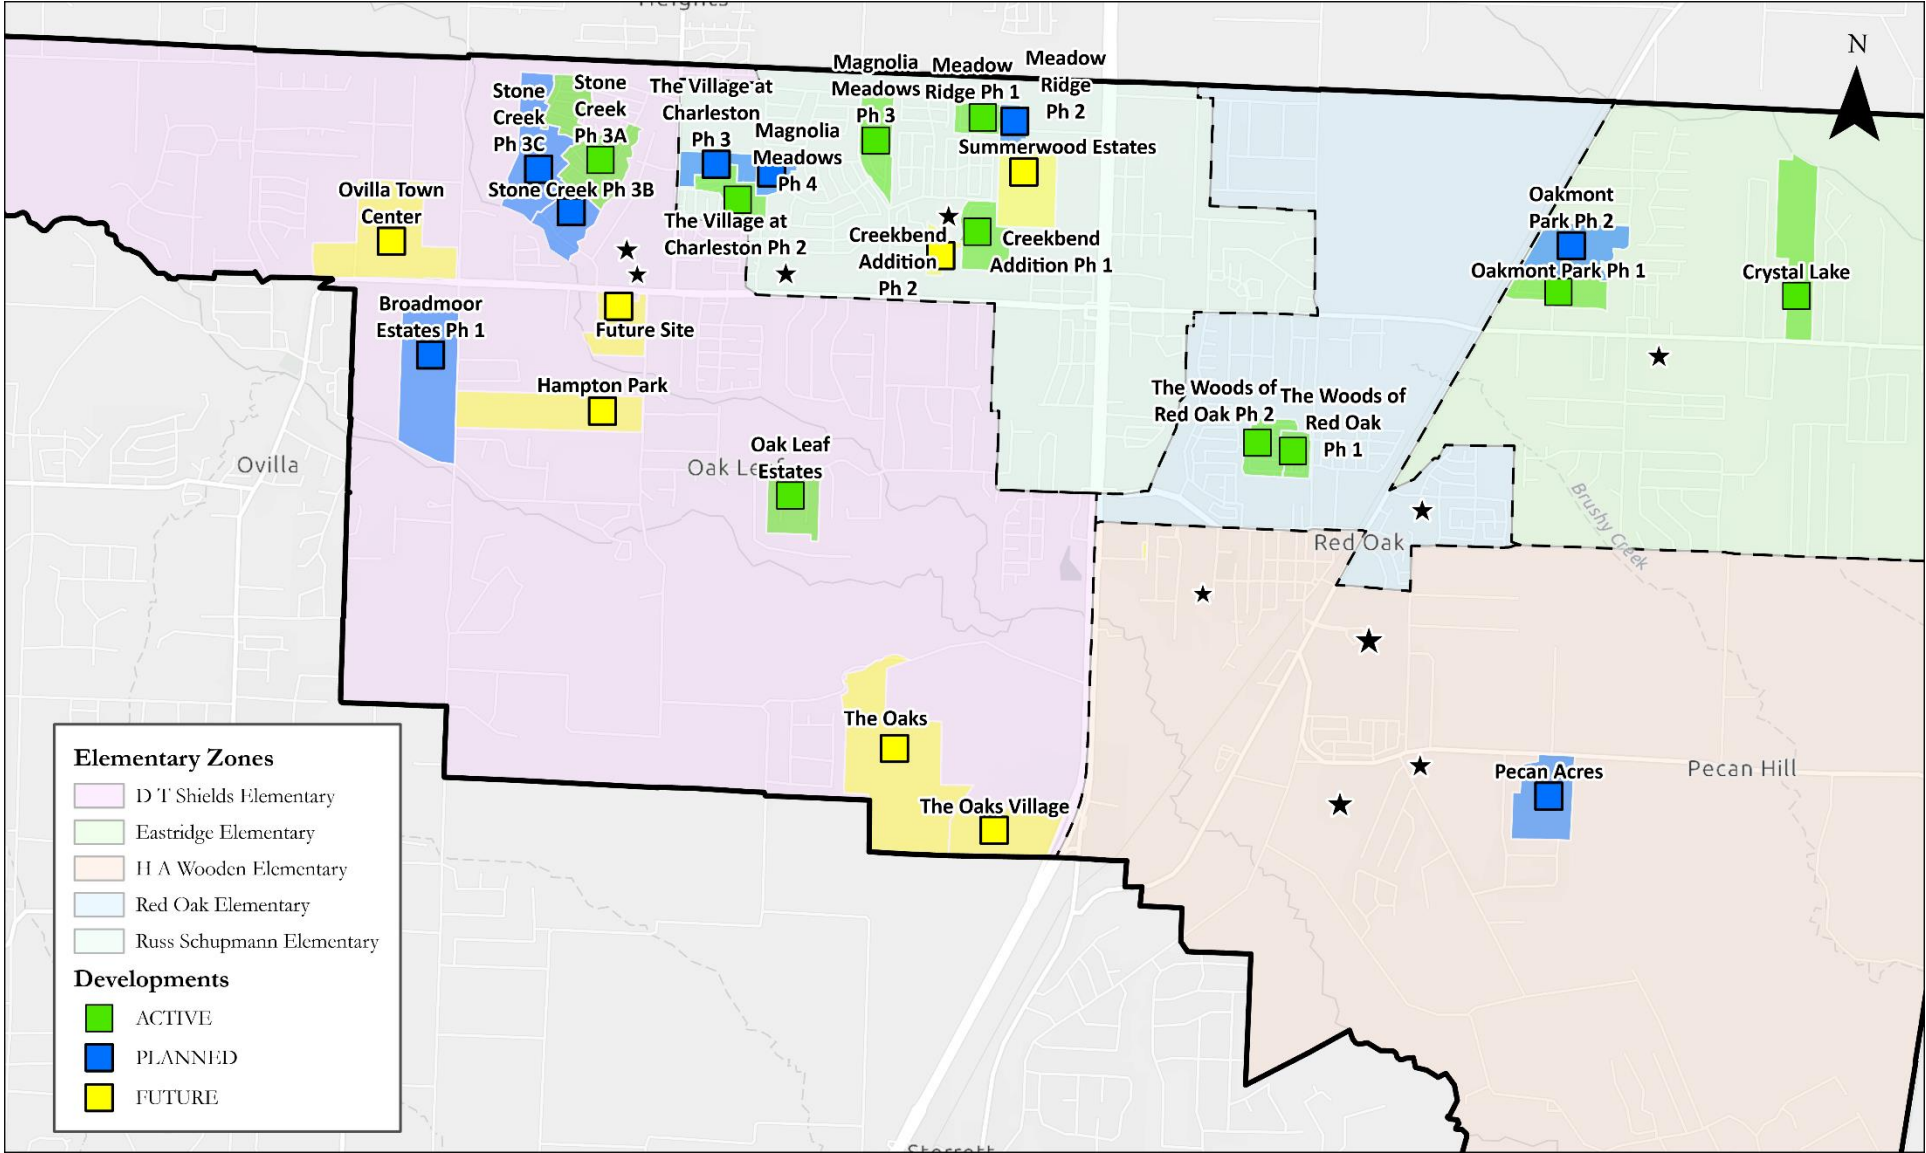 Heights
N
Magnolia
Meadows
Ph 3
Meadow
Ridge Ph 1
Meadow
Ridge
Ph 2
Stone
Creek
Ph 3C
Stone
Creek
Ph 3A
The Village at
Charleston
Ph 3
Magnolia
Meadows
Ph 4
Summerwood Estates
Ovilla Town
Center
Stone Creek Ph 3B
The Village at
Charleston Ph 2
Creekbend
Addition
Ph 2
Creekbend
Addition Ph 1
Oakmont
Park Ph 2
Oakmont Park Ph 1
Crystal Lake
Broadmoor
Estates Ph 1
Future Site
Hampton Park
The Woods of
Red Oak Ph 2
The Woods of
Red Oak
Ph 1
Ovilla
Oak Leaf
Oak Leaf
Estates
Brushy Creek
Red Oak
The Oaks
The Oaks Village
Pecan Acres
Pecan Hill
Elementary Zones
D T Shields Elementary
Eastridge Elementary
H A Wooden Elementary
Red Oak Elementary
Russ Schupmann Elementary
Developments
ACTIVE
PLANNED
FUTURE
Sterrett